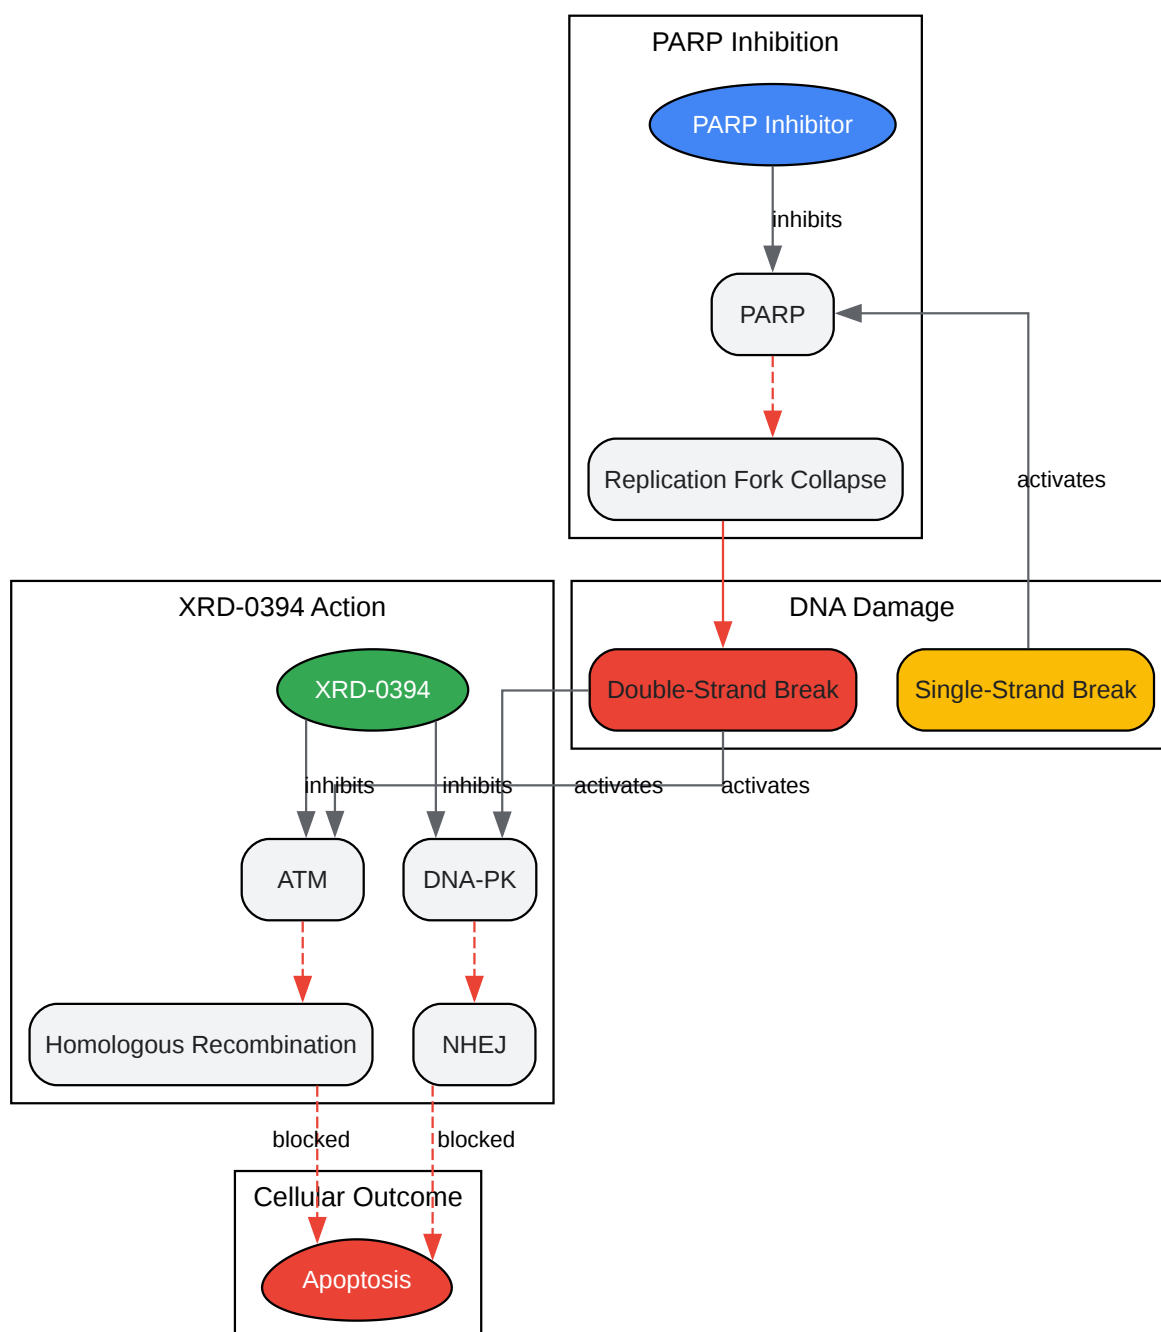 PARP Inhibition
PARP Inhibitor
inhibits
PARP
Replication Fork Collapse
activates
XRD-0394 Action
DNA Damage
XRD-0394
Double-Strand Break
Single-Strand Break
inhibits
inhibits
activates
activates
ATM
DNA-PK
Homologous Recombination
NHEJ
blocked
blocked
Cellular Outcome
Apoptosis